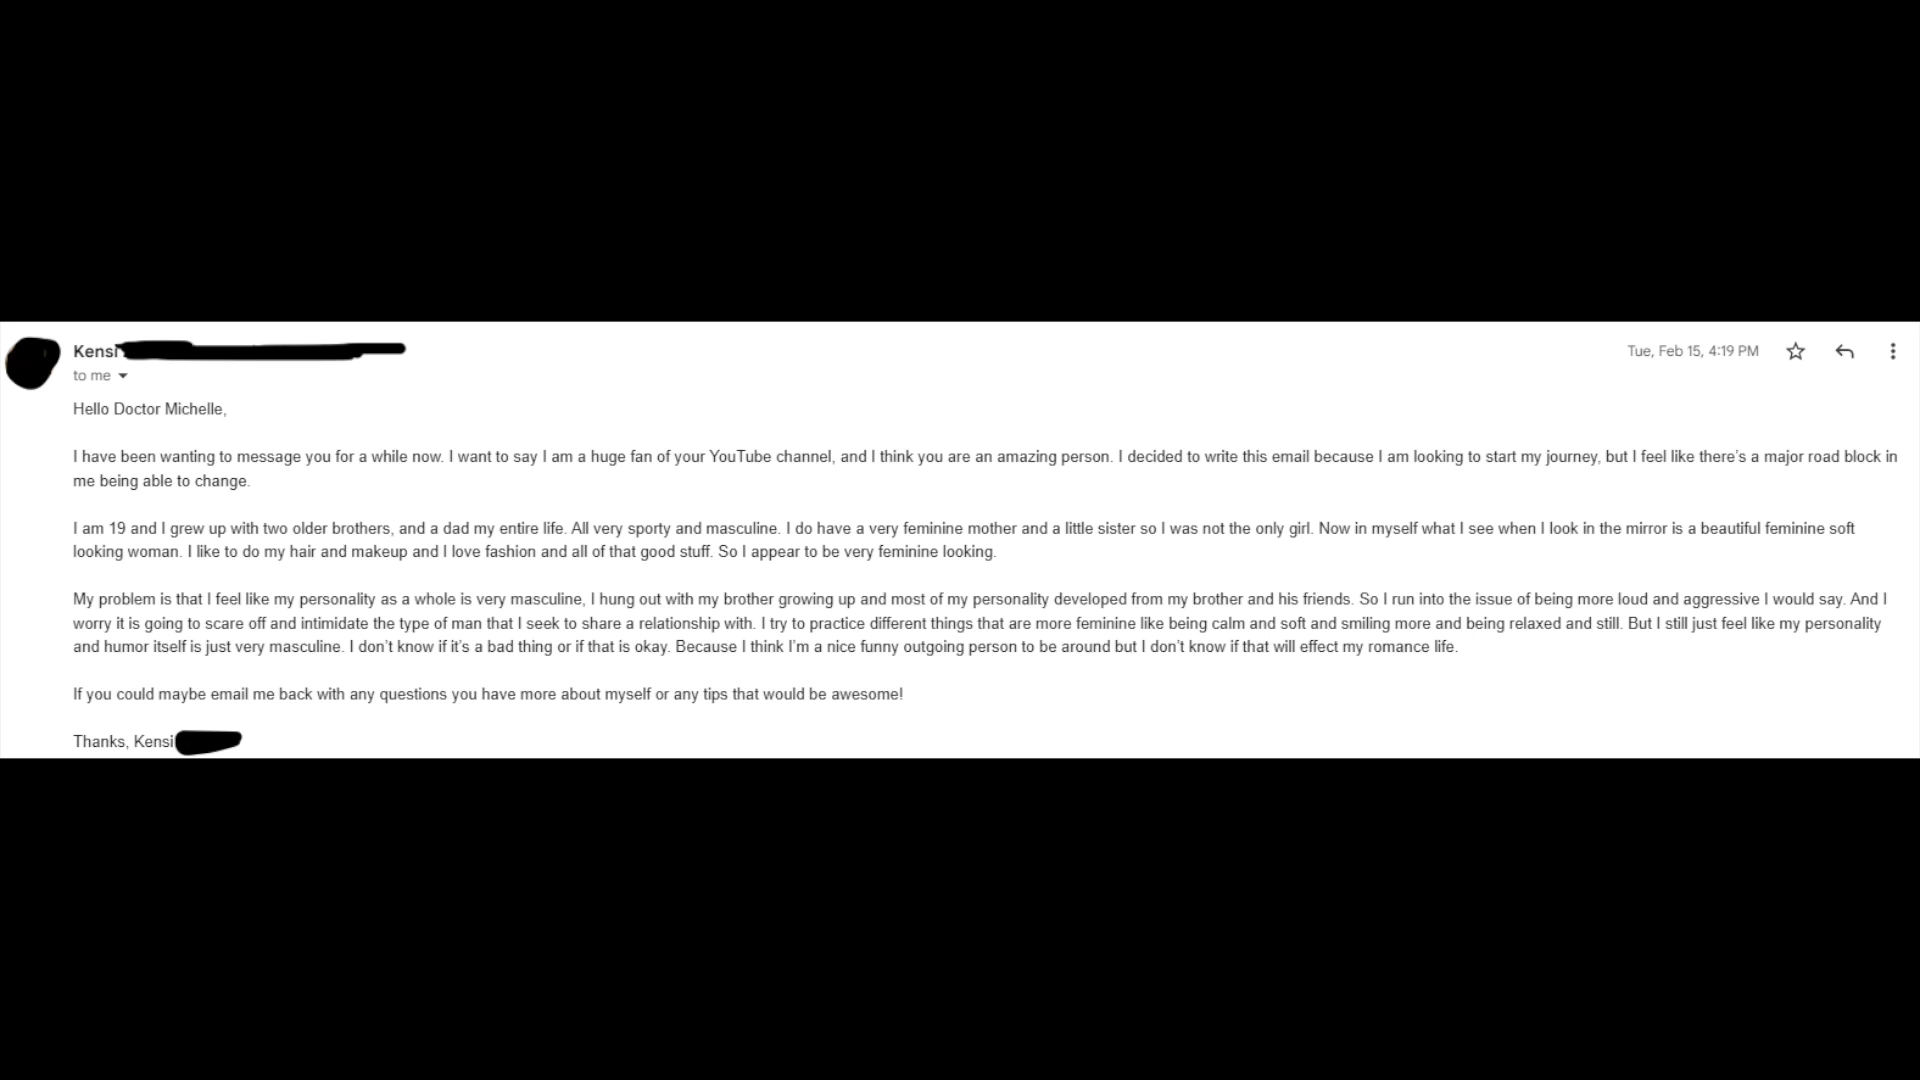 Kensi
Tue, Feb 15, 4:19 PM
to me
Hello Doctor Michelle,
I have been wanting to message you for a while now. I want to say I am a huge fan of your YouTube channel, and I think you are an amazing person. I decided to write this email because I am looking to start my journey, but I feel like there's a major road block in
me being able to change.
I am 19 and I grew up with two older brothers, and a dad my entire life. All very sporty and masculine. I do have a very feminine mother and a little sister so I was not the only girl. Now in myself what I see when I look in the mirror is a beautiful feminine soft
looking woman. I like to do my hair and makeup and I love fashion and all of that good stuff. So I appear to be very feminine looking.
My problem is that I feel like my personality as a whole is very masculine, I hung out with my brother growing up and most of my personality developed from my brother and his friends. So I run into the issue of being more loud and aggressive I would say. And I
worry it is going to scare off and intimidate the type of man that I seek to share a relationship with. I try to practice different things that are more feminine like being calm and soft and smiling more and being relaxed and still. But I still just feel like my personality
and humor itself is just very masculine. I don't know if it's a bad thing or if that is okay. Because I think I'm a nice funny outgoing person to be around but I don't know if that will effect my romance life.
If you could maybe email me back with any questions you have more about myself or any tips that would be awesome!
Thanks, Kensi